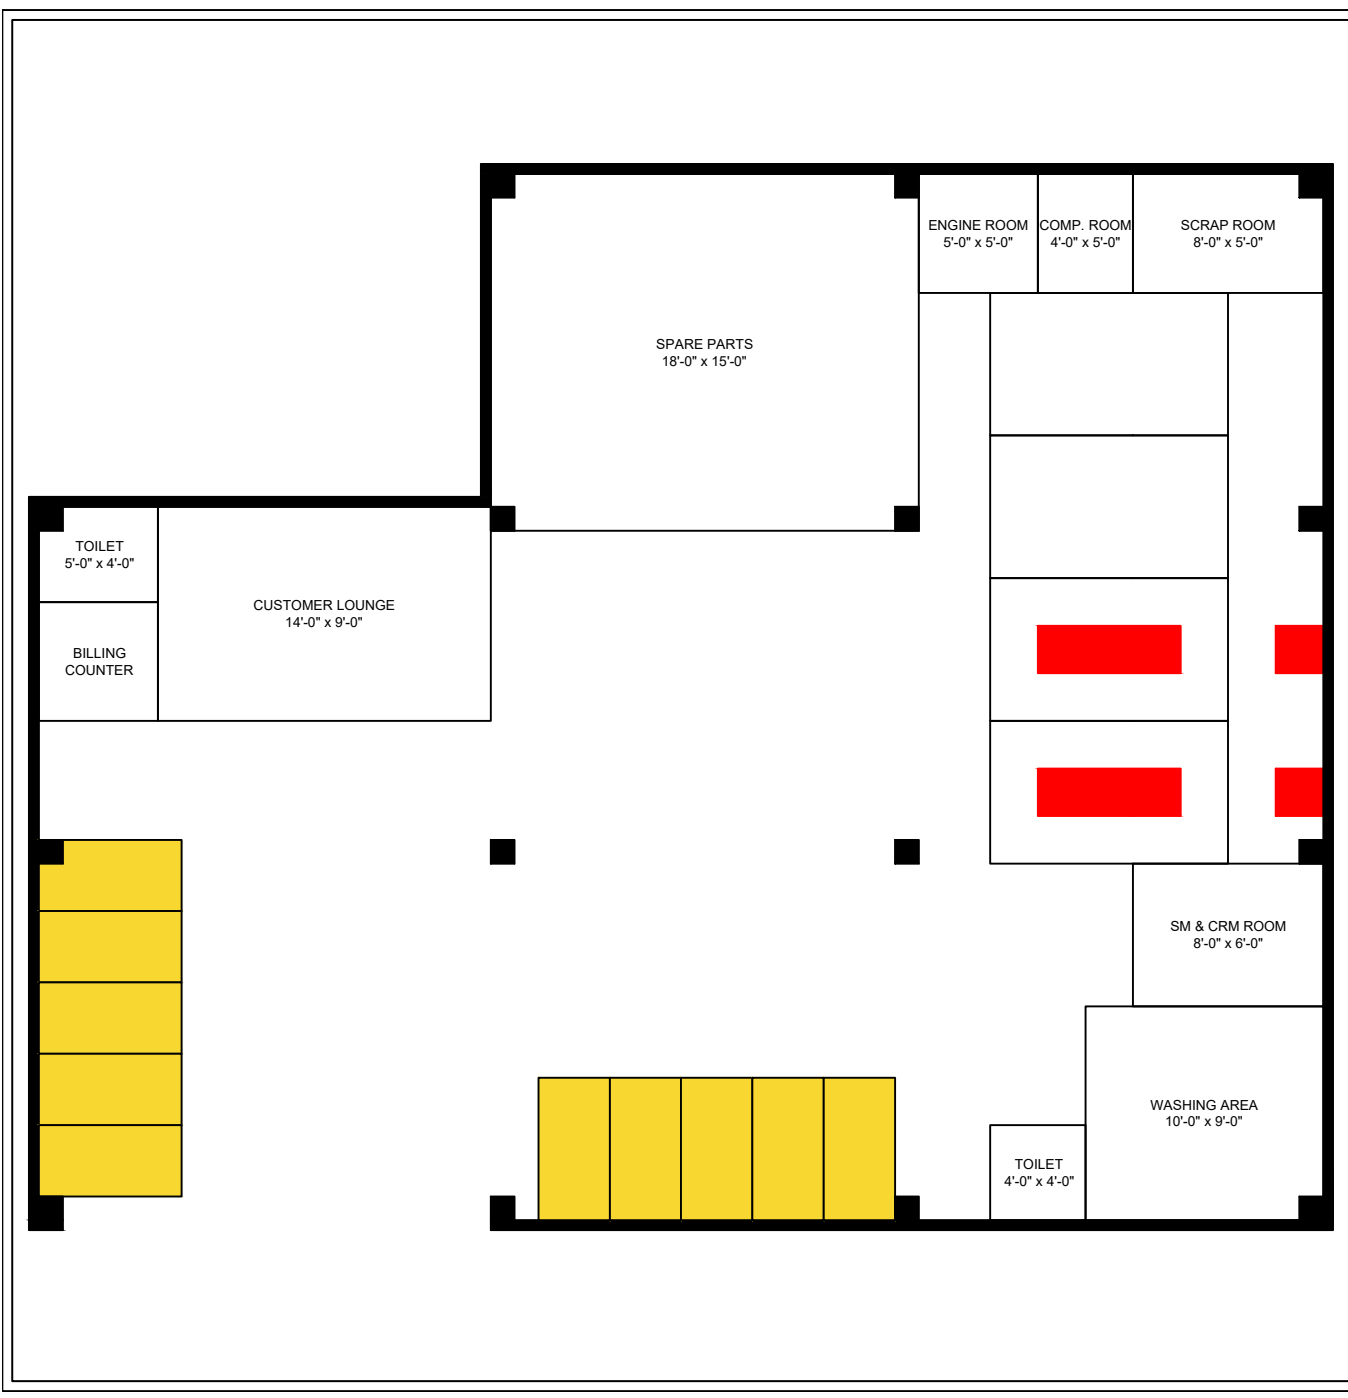 ENGINE ROOM
5'-0" x 5'-0"
COMP. ROOM
4'-0" x 5'-0"
SCRAP ROOM
8'-0" x 5'-0"
SPARE PARTS
18'-0" x 15'-0"
TOILET
5'-0" x 4'-0"
CUSTOMER LOUNGE
14'-0" x 9'-0"
BILLING
COUNTER
SM & CRM ROOM
8'-0" x 6'-0"
WASHING AREA
10'-0" x 9'-0"
TOILET
4'-0" x 4'-0"